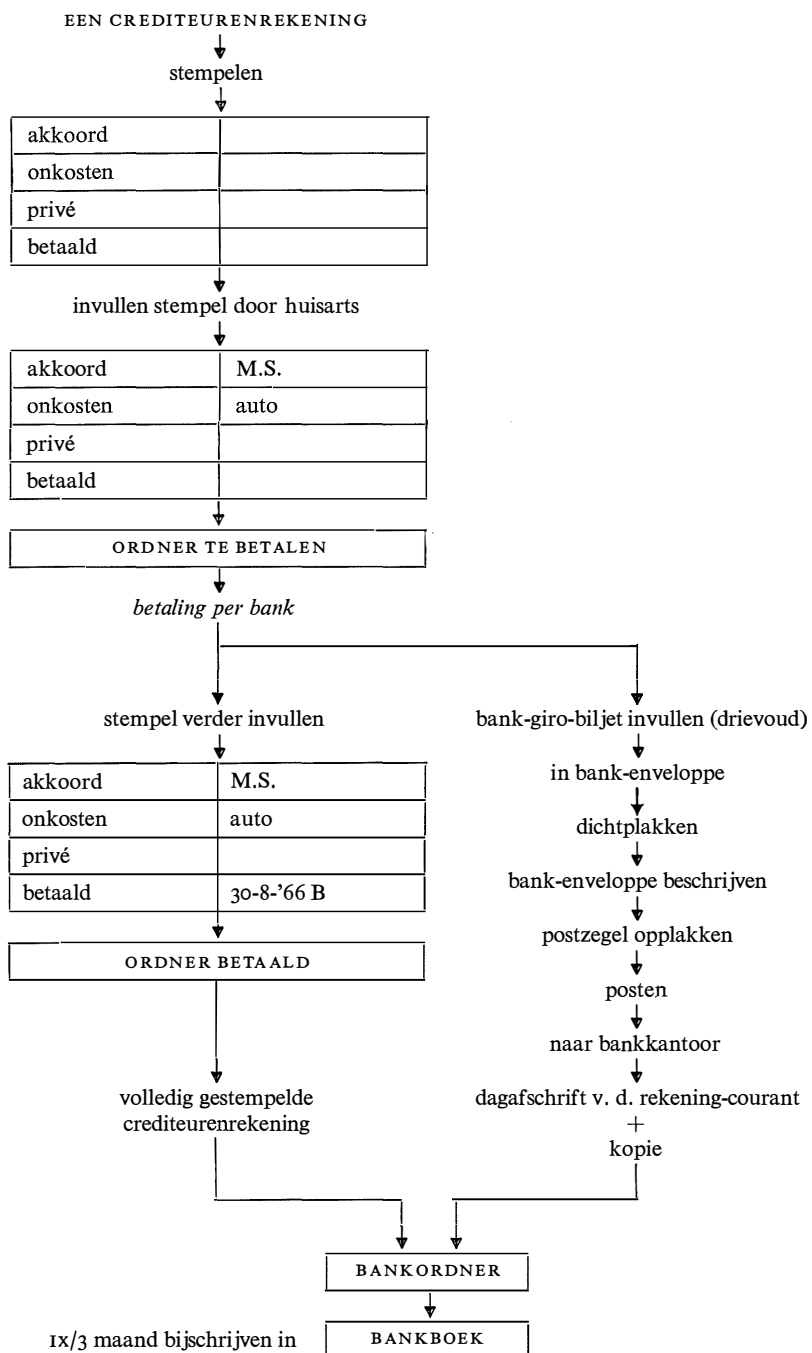 EEN CREDITEURENREKENING
stempelen
akkoord
onkosten
privé
betaald
invullen stempel door huisarts
akkoord M.S.
onkosten auto
privé
betaald
ORDNER TE BETALEN
betaling per bank
stempel verder invullen
akkoord M.S.
onkosten auto
privé
betaald 30-8-'66 B
ORDNER BETAALD
volledig gestempelde
crediteurenrekening
bank-giro-biljet invullen (drievoud)
in bank-enveloppe
dichtplakken
bank-enveloppe beschrijven
postzegel opplakken
posten
naar bankkantoor
dagafschrift v. d. rekening-courant
+
kopie
BANKORDNER
1x/3 maand bijschrijven in BANKBOEK